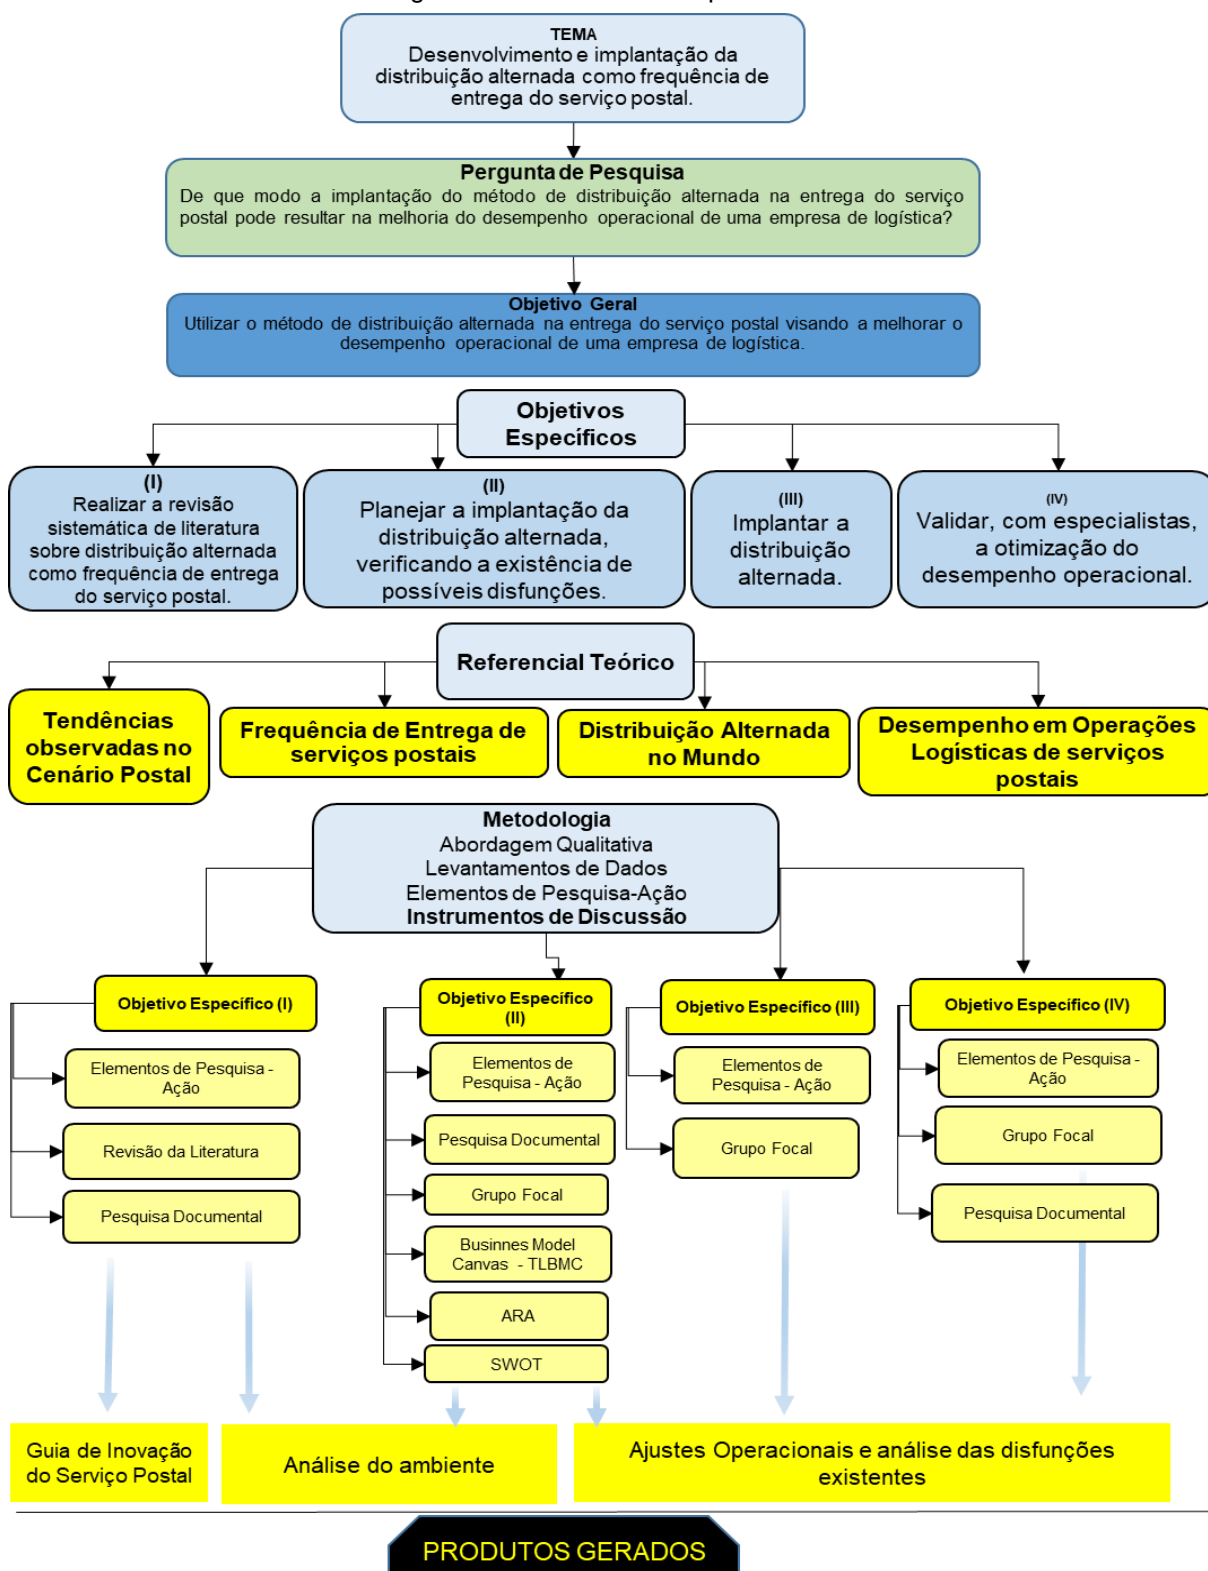 TEMA
Desenvolvimento e implantação da
distribuição alternada como frequência de
entrega do serviço postal.
Pergunta de Pesquisa
De que modo a implantação do método de distribuição alternada na entrega do serviço
postal pode resultar na melhoria do desempenho operacional de uma empresa de logística?
Objetivo Geral
Utilizar o método de distribuição alternada na entrega do serviço postal visando a melhorar o
desempenho operacional de uma empresa de logística.
Objetivos
Específicos
(I)
Realizar a revisão
sistemática de literatura
sobre distribuição alternada
como frequência de entrega
do serviço postal.
(II)
Planejar a implantação da
distribuição alternada,
verificando a existência de
possíveis disfunções.
(III)
Implantar a
distribuição
alternada.
(IV)
Validar, com especialistas,
a otimização do
desempenho operacional.
Referencial Teórico
Tendências
observadas no
Cenário Postal
Frequência de Entrega de
serviços postais
Distribuição Alternada
no Mundo
Desempenho em Operações
Logísticas de serviços
postais
Metodologia
Abordagem Qualitativa
Levantamentos de Dados
Elementos de Pesquisa-Ação
Instrumentos de Discussão
Objetivo Específico (I)
Elementos de Pesquisa -
Ação
Revisão da Literatura
Pesquisa Documental
Objetivo Específico
(II)
Elementos de
Pesquisa - Ação
Pesquisa Documental
Grupo Focal
Businnes Model
Canvas - TLBMC
ARA
SWOT
Objetivo Específico (III)
Elementos de
Pesquisa - Ação
Grupo Focal
Objetivo Específico (IV)
Elementos de Pesquisa -
Ação
Grupo Focal
Pesquisa Documental
Guia de Inovação
do Serviço Postal
Análise do ambiente
Ajustes Operacionais e análise das disfunções
existentes
PRODUTOS GERADOS